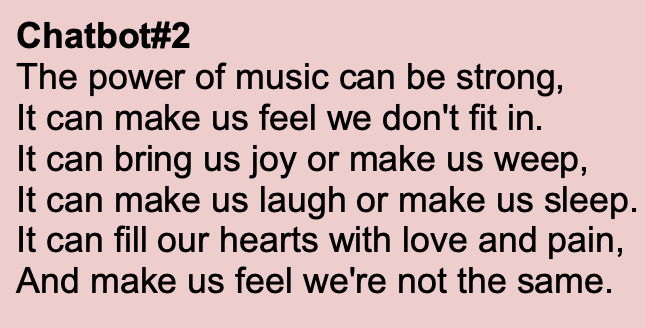 Chatbot#2
The power of music can be strong,
It can make us feel we don't fit in.
It can bring us joy or make us weep,
It can make us laugh or make us sleep.
It can fill our hearts with love and pain,
And make us feel we're not the same.